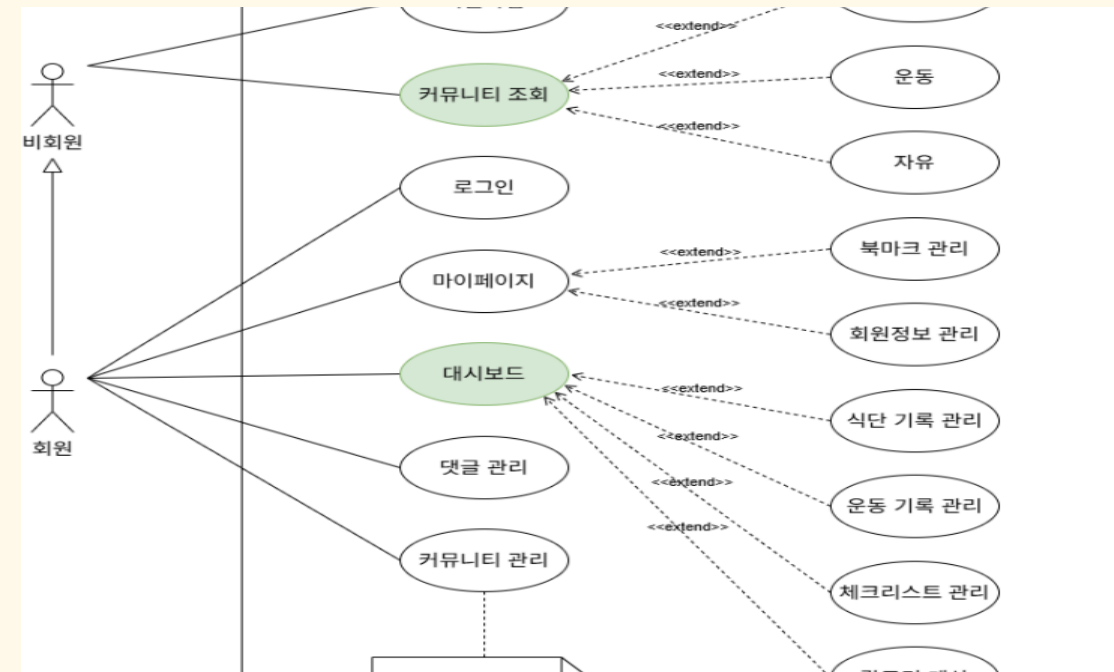 <<extend>>
<<extend>>
운동
커뮤니티 조회
<<extend>>
비회원
자유
로그인
<<extend>>
북마크 관리
마이페이지
<<extend>>
회원정보 관리
대시보드
<<extend>>
식단 기록 관리
회원
<<extend>>
댓글 관리
<<extend>>
운동 기록 관리
<<extend>>
커뮤니티 관리
체크리스트 관리